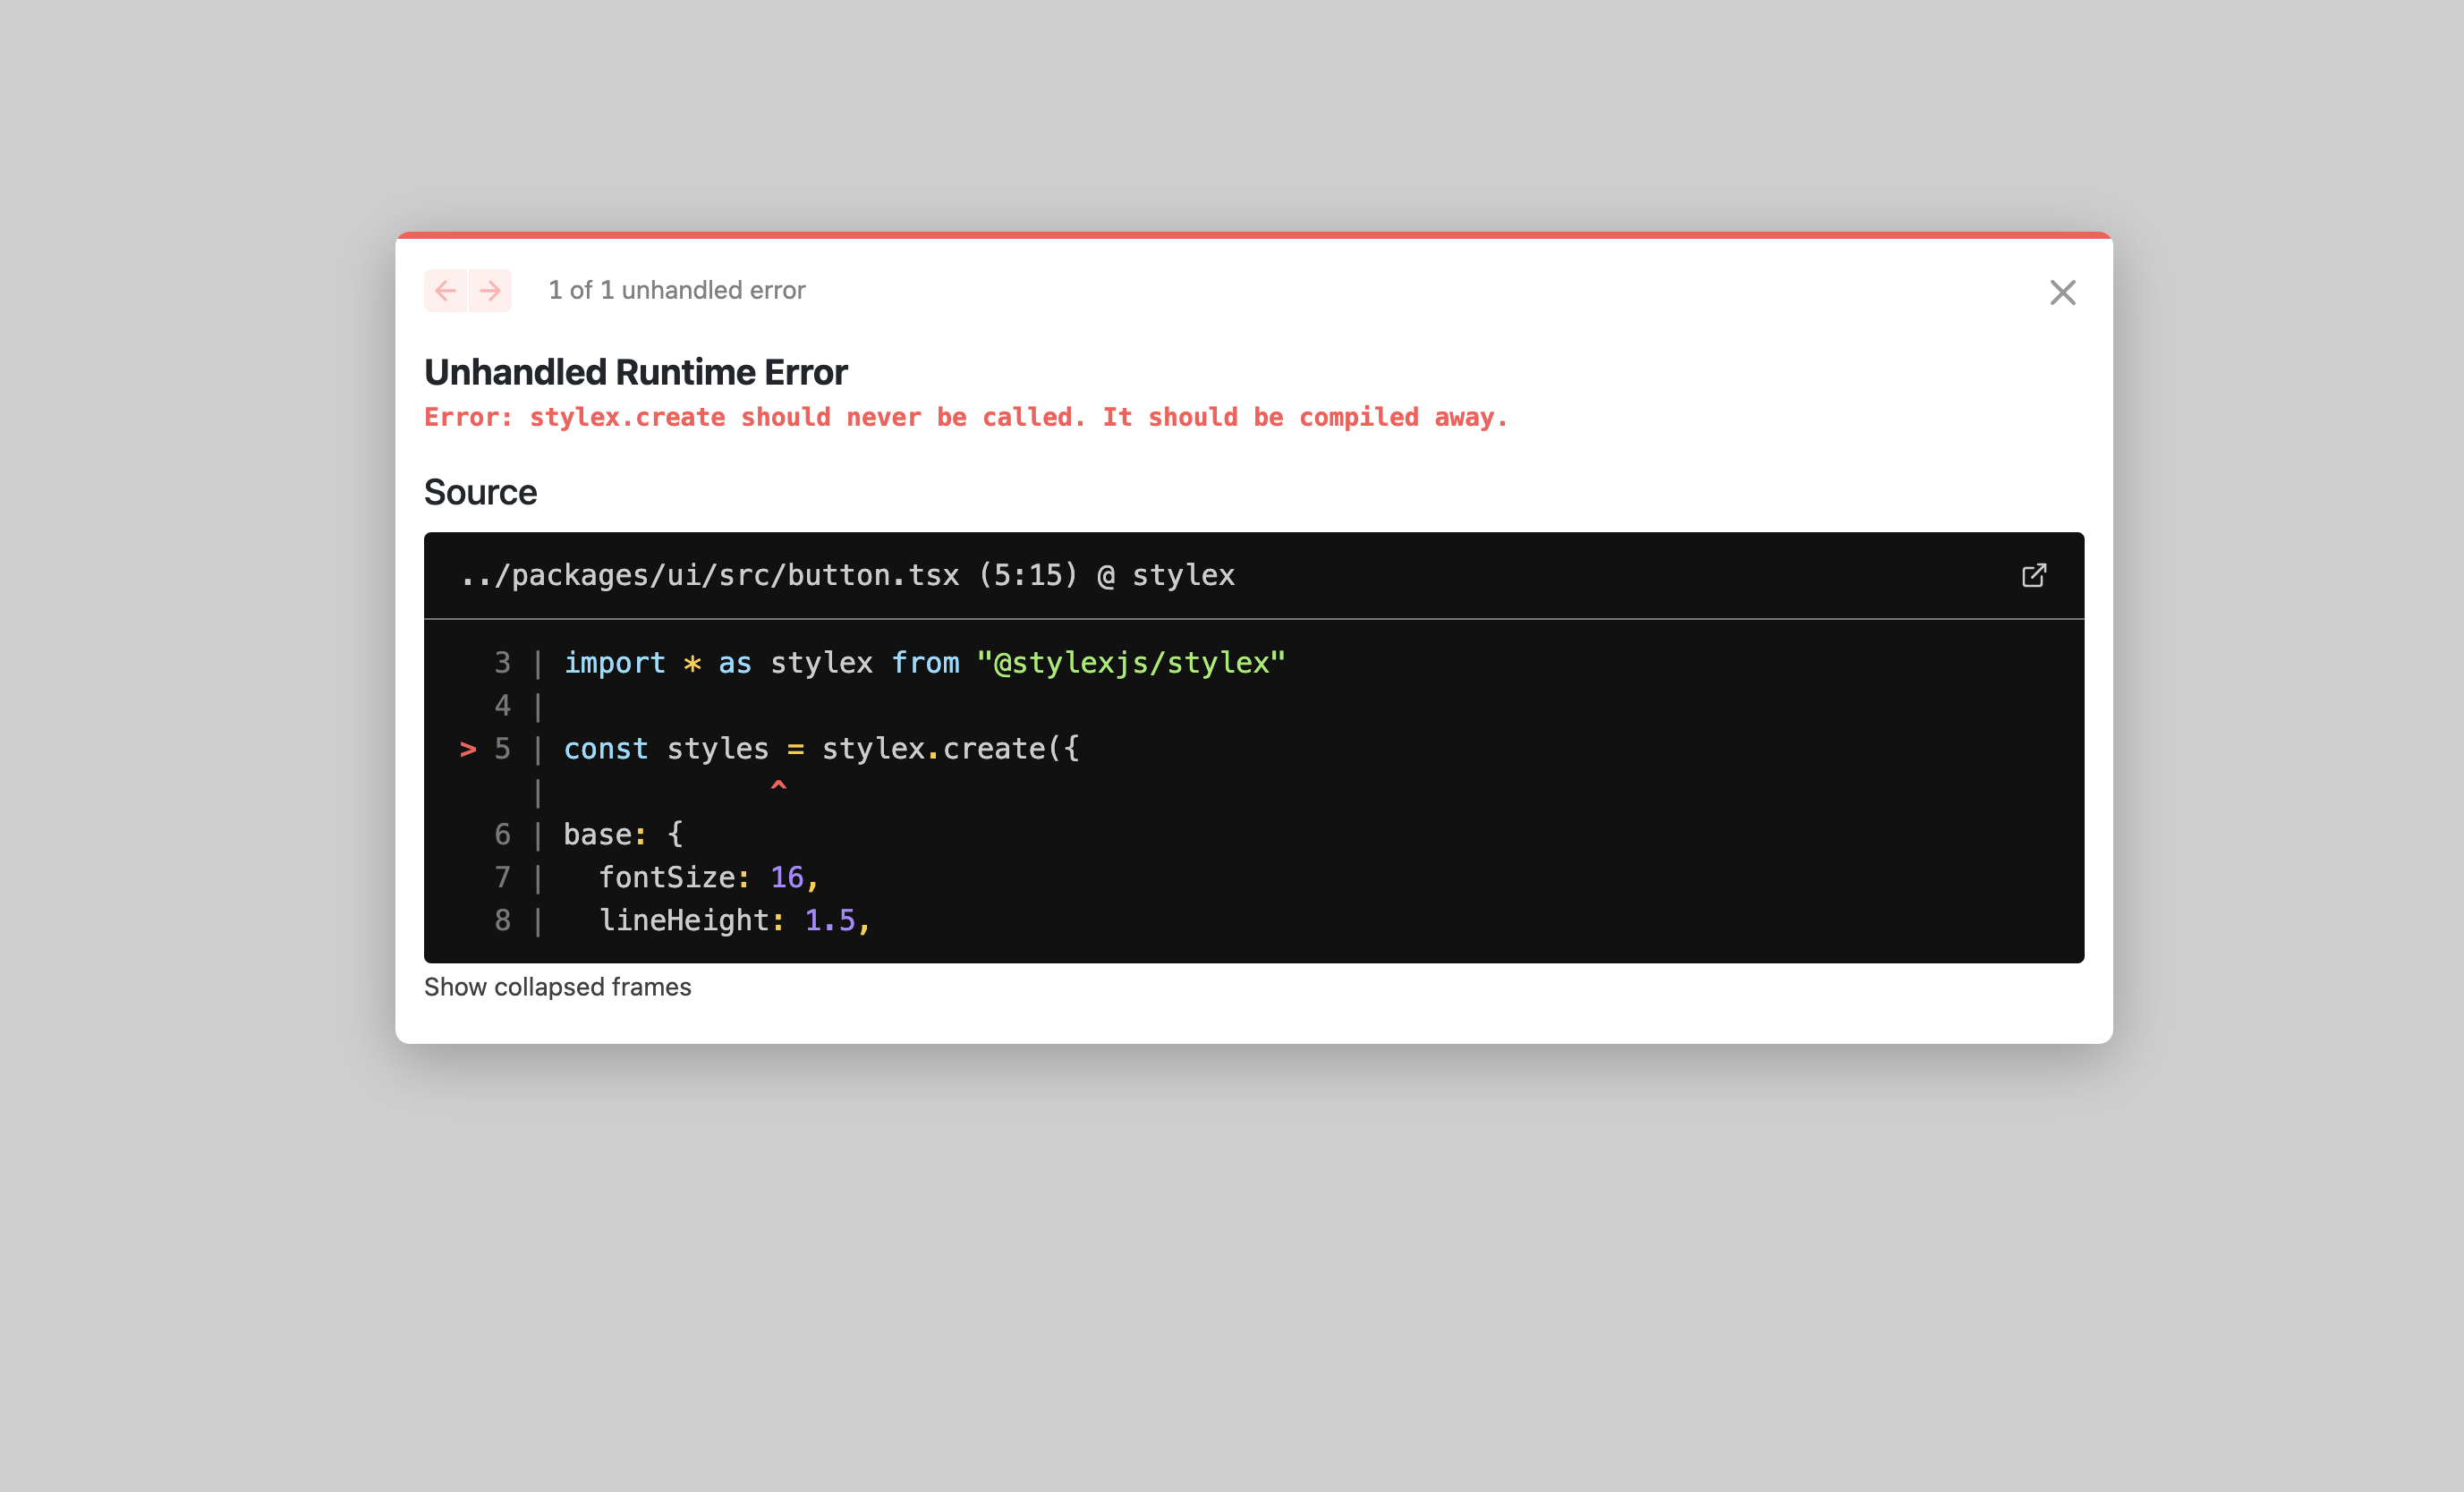 1 of 1 unhandled error
Unhandled Runtime Error
Error: stylex.create should never be called. It should be compiled away.
Source
../packages/ui/src/button.tsx (5:15) @ stylex
3 | import * as stylex from "@stylexjs/stylex"
4 |
> 5 | const styles = stylex.create({
|             ^
6 | base: {
7 |   fontSize: 16,
8 |   lineHeight: 1.5,
Show collapsed frames